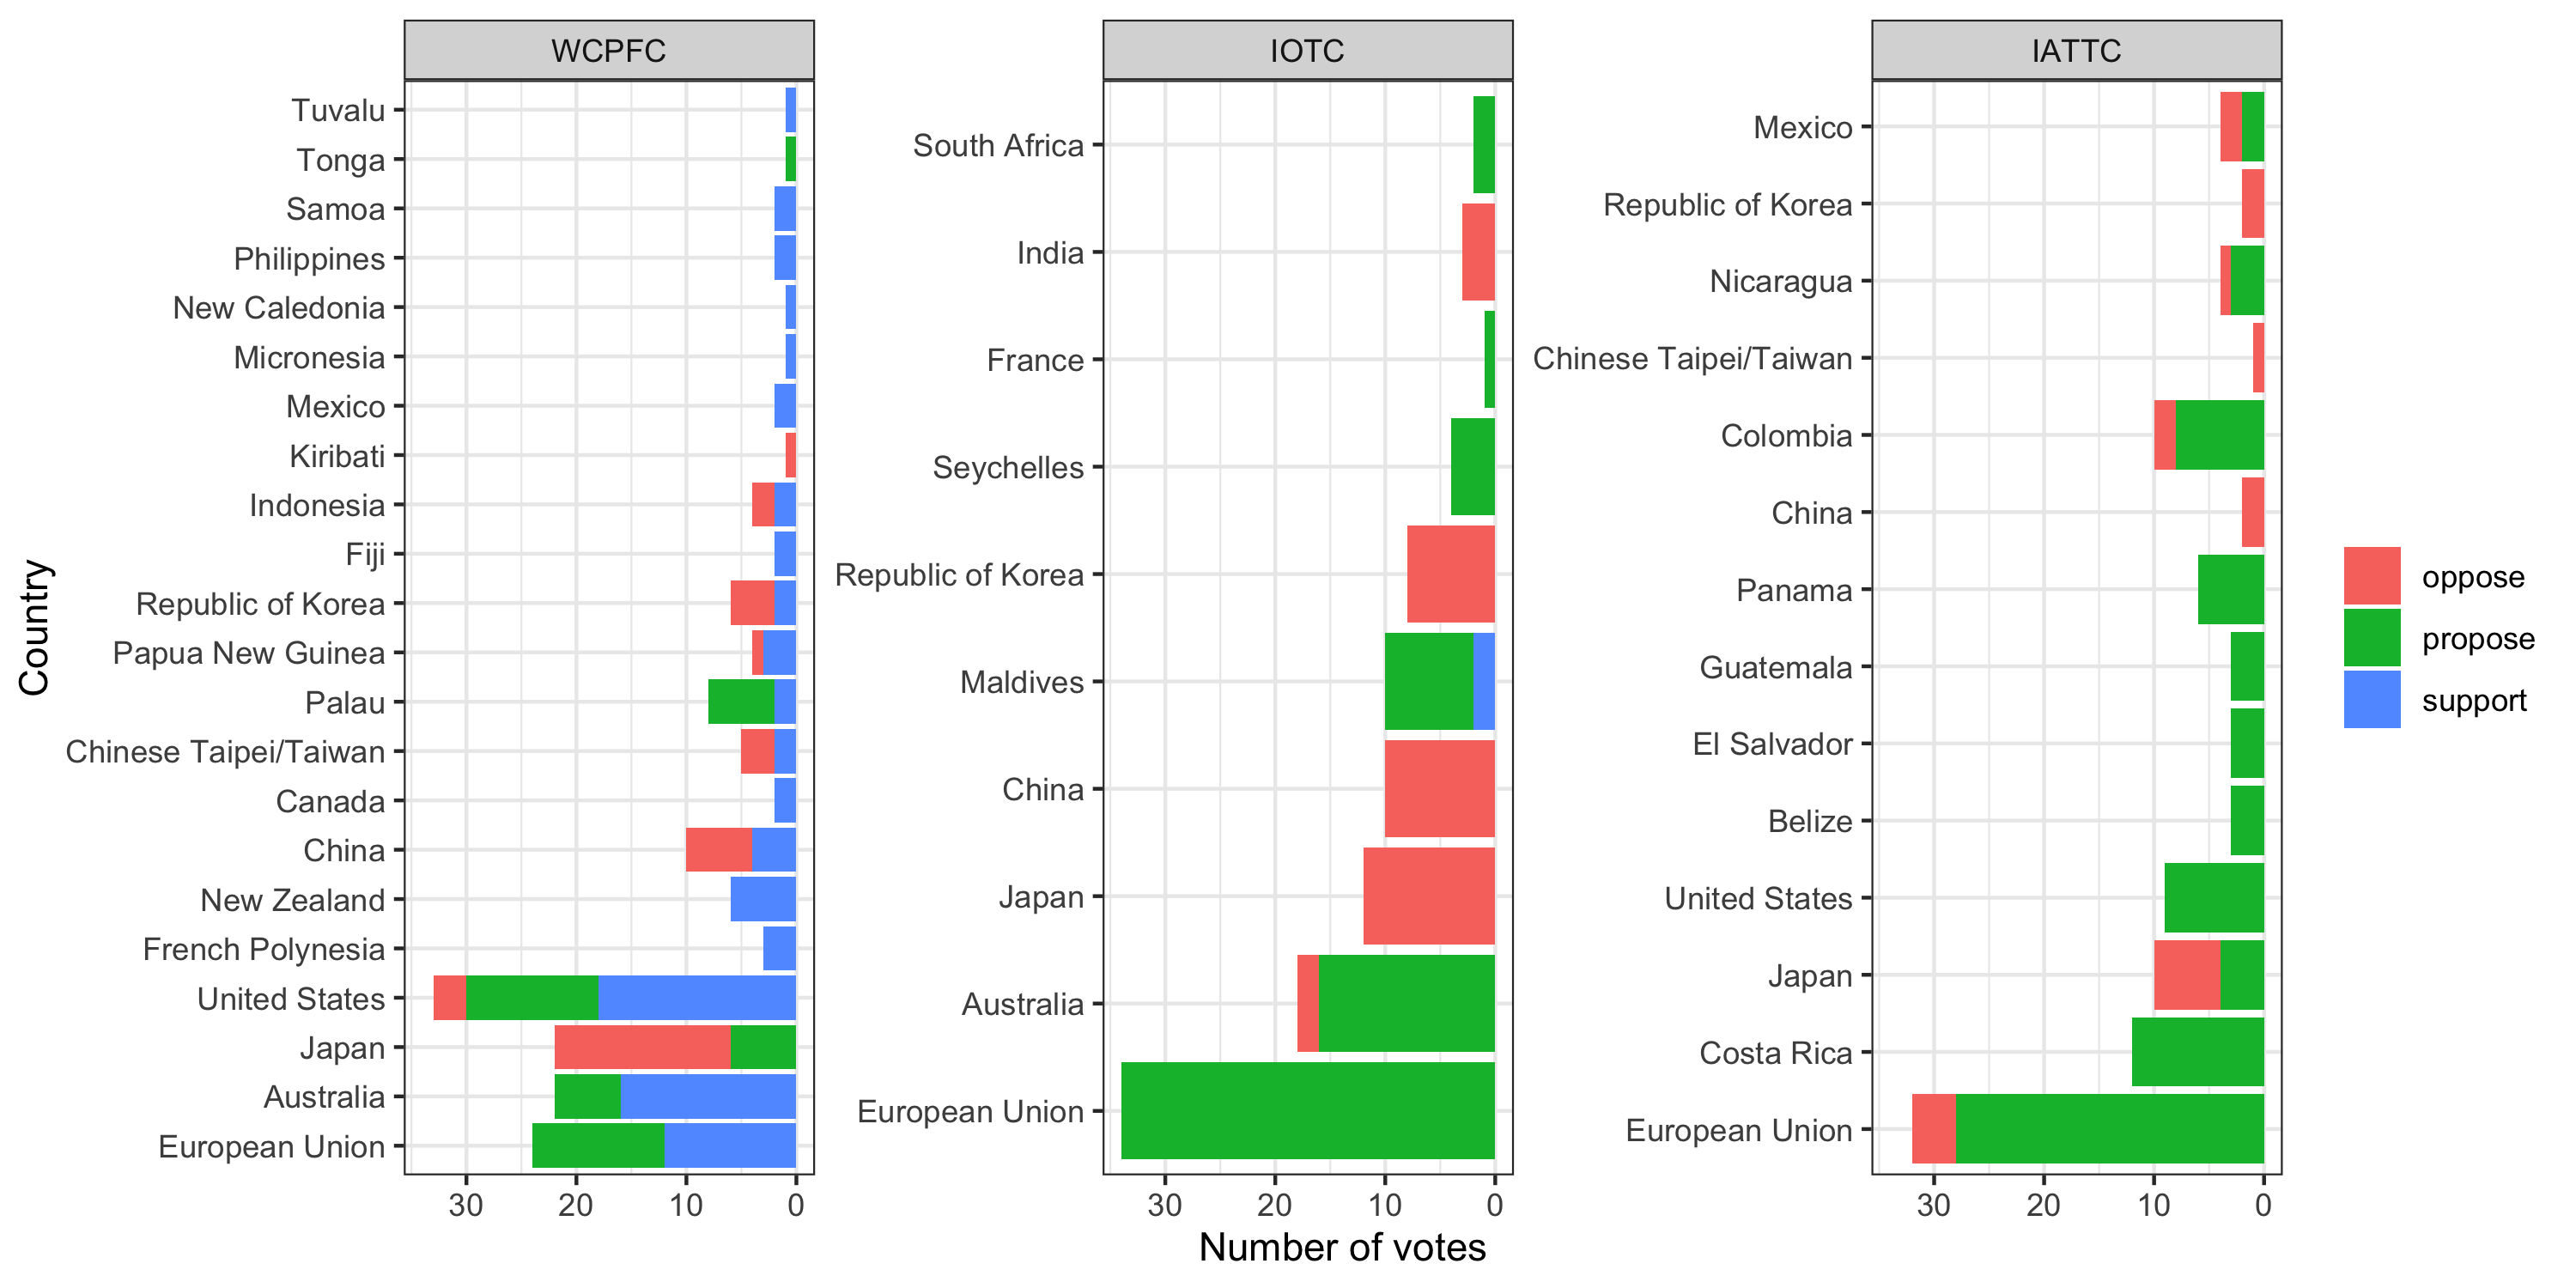 WCPFC
IOTC
IATTC
Country
Tuvalu
Tonga
Samoa
Philippines
New Caledonia
Micronesia
Mexico
Kiribati
Indonesia
Fiji
Republic of Korea
Papua New Guinea
Palau
Chinese Taipei/Taiwan
Canada
China
New Zealand
French Polynesia
United States
Japan
Australia
European Union
30 20 10 0
South Africa
India
France
Seychelles
Republic of Korea
Maldives
China
Japan
Australia
European Union
30 20 10 0
Mexico
Republic of Korea
Nicaragua
Chinese Taipei/Taiwan
Colombia
China
Panama
Guatemala
El Salvador
Belize
United States
Japan
Costa Rica
European Union
30 20 10 0
Number of votes
oppose
propose
support